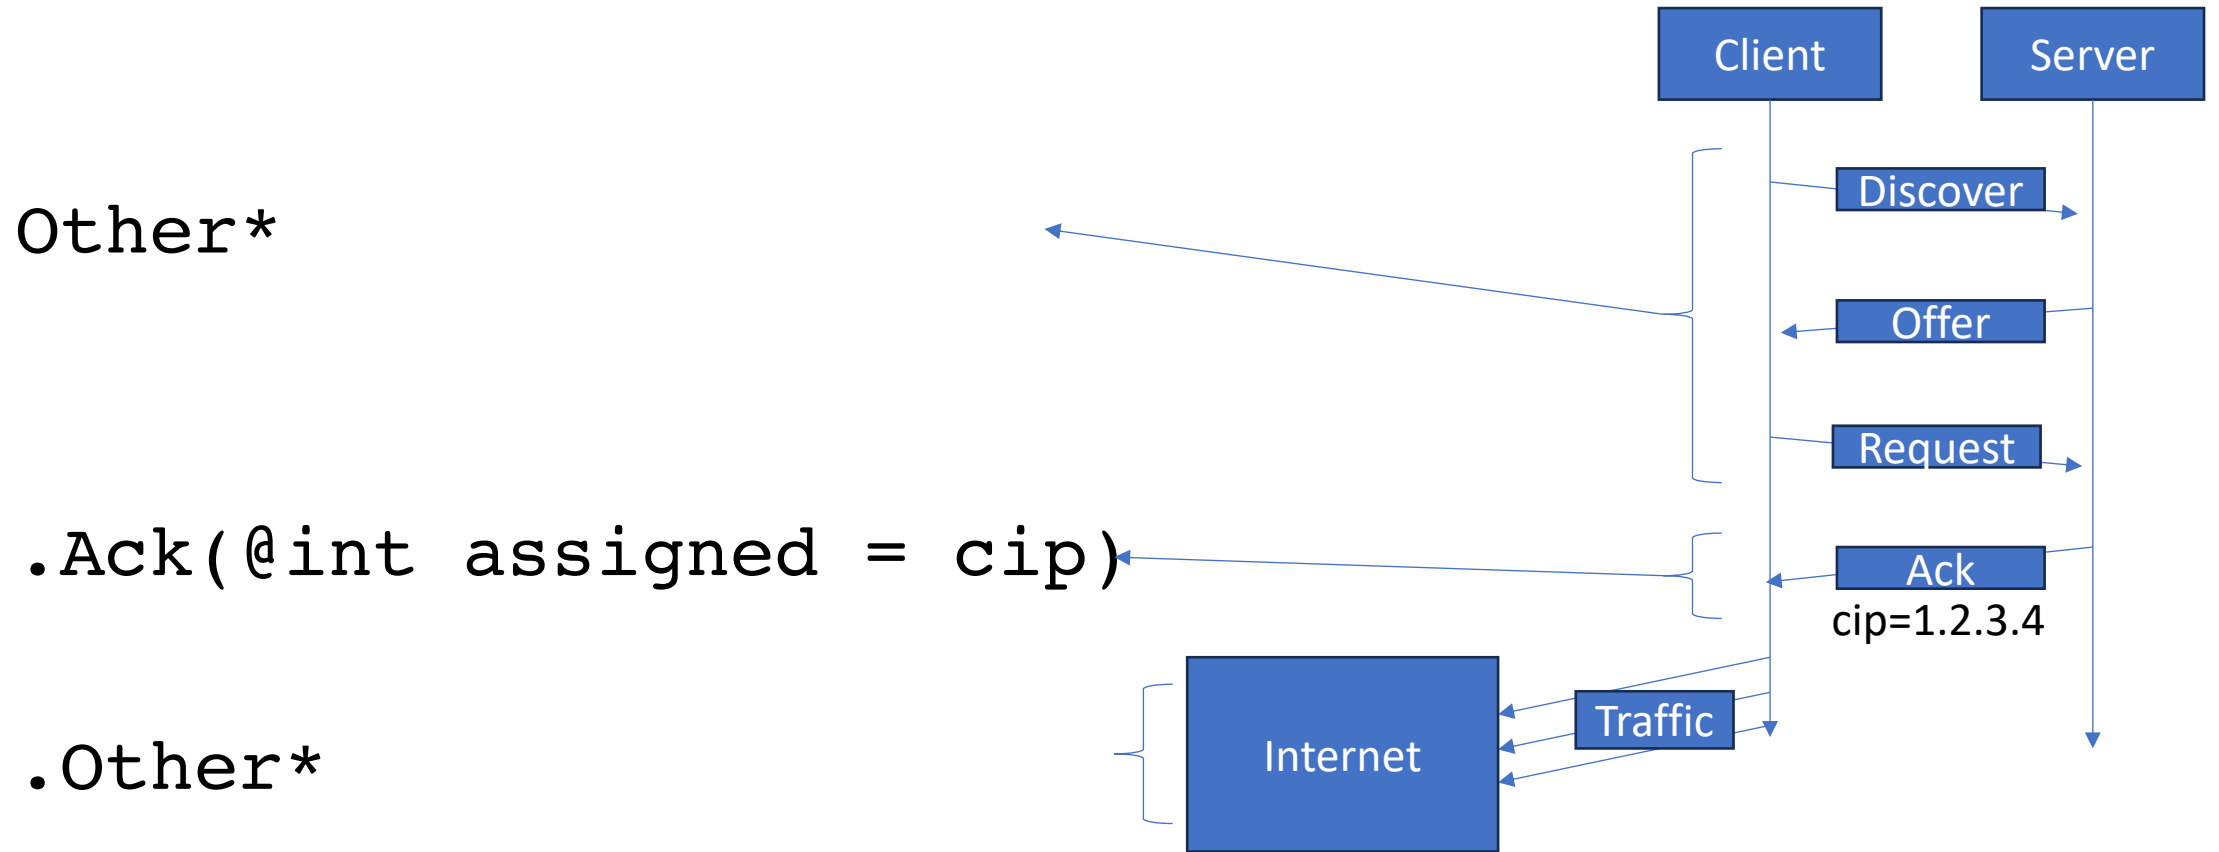 Client
Server
Discover
Other*
Offer
Request
.Ack(@int assigned = cip)
Ack
cip=1.2.3.4
Traffic
Internet
.Other*